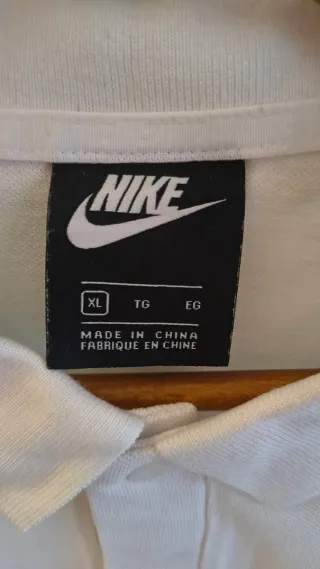 NIKE
XL TG EG
MADE IN CHINA
FABRIQUE EN CHINE